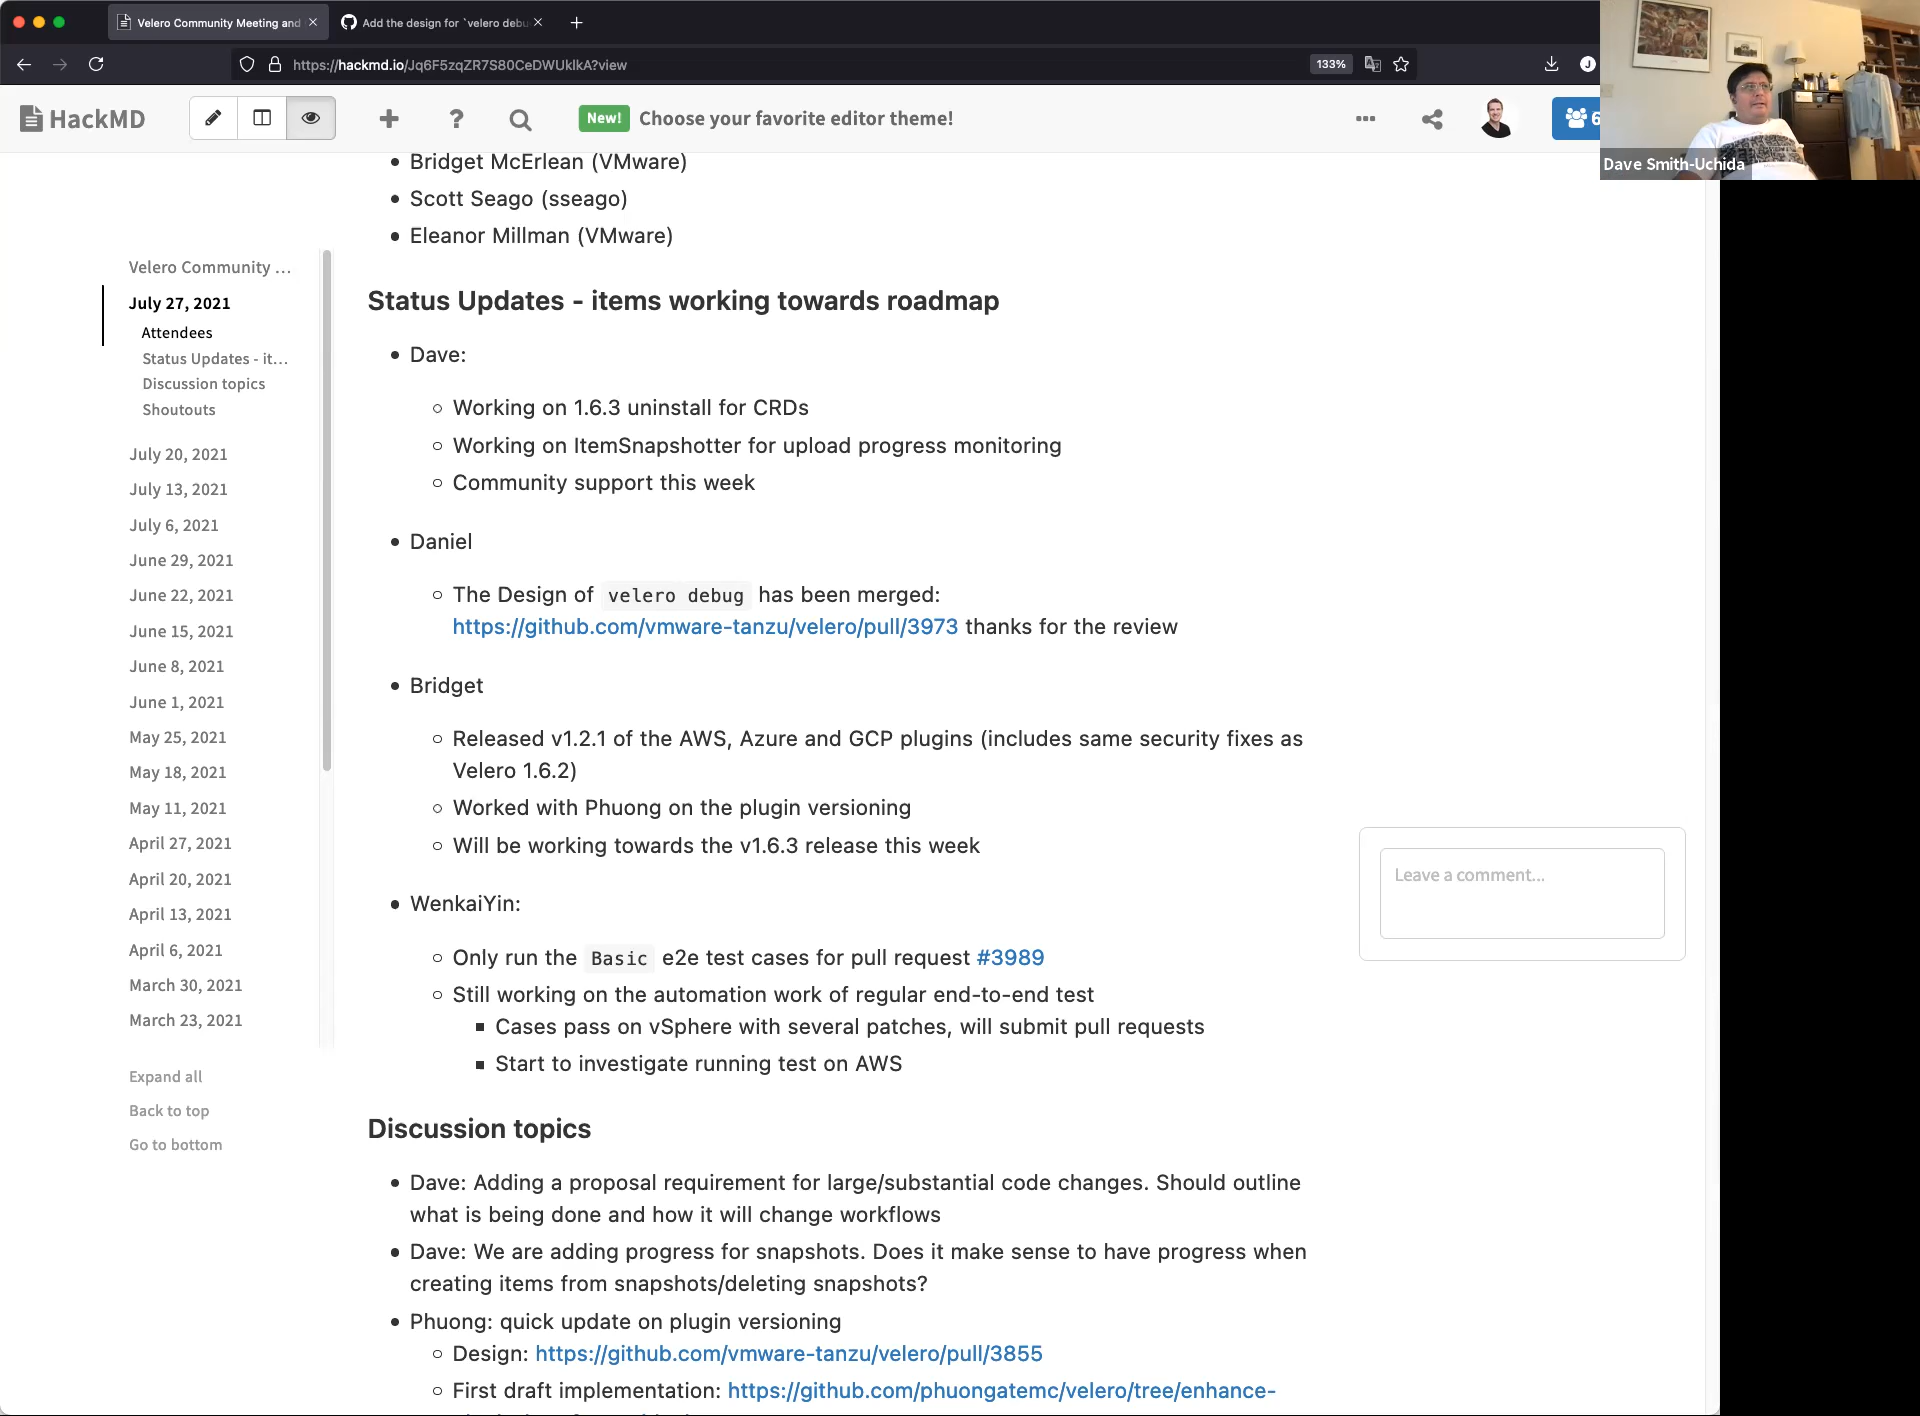 Velero Community Meeting and
Add the design for `velero debu
https://hackmd.io/Jq6F5zqZR7S80CeDWUklkA?view
133%
J
HackMD
New!
Choose your favorite editor theme!
6
Dave Smith-Uchida
Bridget McErlean (VMware)
Scott Seago (sseago)
Eleanor Millman (VMware)
Velero Community ...
July 27, 2021
Attendees
Status Updates - it...
Discussion topics
Shoutouts
July 20, 2021
July 13, 2021
July 6, 2021
June 29, 2021
June 22, 2021
June 15, 2021
June 8, 2021
June 1, 2021
May 25, 2021
May 18, 2021
May 11, 2021
April 27, 2021
April 20, 2021
April 13, 2021
April 6, 2021
March 30, 2021
March 23, 2021
Expand all
Back to top
Go to bottom
Status Updates - items working towards roadmap
Dave:
Working on 1.6.3 uninstall for CRDs
Working on ItemSnapshotter for upload progress monitoring
Community support this week
Daniel
The Design of velero debug has been merged:
https://github.com/vmware-tanzu/velero/pull/3973 thanks for the review
Bridget
Released v1.2.1 of the AWS, Azure and GCP plugins (includes same security fixes as
Velero 1.6.2)
Worked with Phuong on the plugin versioning
Will be working towards the v1.6.3 release this week
WenkaiYin:
Only run the Basic e2e test cases for pull request #3989
Still working on the automation work of regular end-to-end test
Cases pass on vSphere with several patches, will submit pull requests
Start to investigate running test on AWS
Leave a comment...
Discussion topics
Dave: Adding a proposal requirement for large/substantial code changes. Should outline
what is being done and how it will change workflows
Dave: We are adding progress for snapshots. Does it make sense to have progress when
creating items from snapshots/deleting snapshots?
Phuong: quick update on plugin versioning
Design: https://github.com/vmware-tanzu/velero/pull/3855
First draft implementation: https://github.com/phuongatemc/velero/tree/enhance-